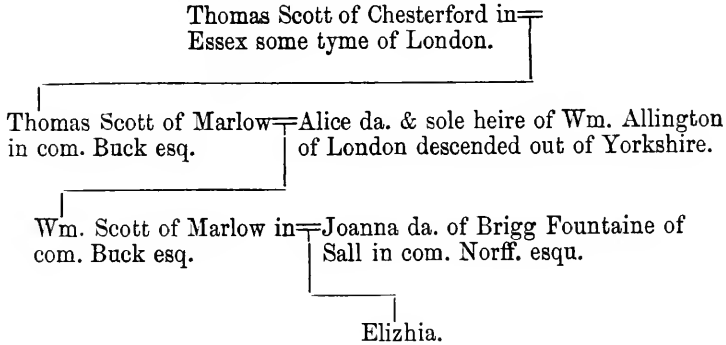 Thomas Scott of Chesterford in
Essex some tyme of London.
Thomas Scott of Marlow
in com. Buck esq.
Alice da. & sole heire of Wm. Allington
of London descended out of Yorkshire.
Wm. Scott of Marlow in
com. Buck esq.
Joanna da. of Brigg Fountaine of
Sall in com. Norff. esqu.
Elizhia.